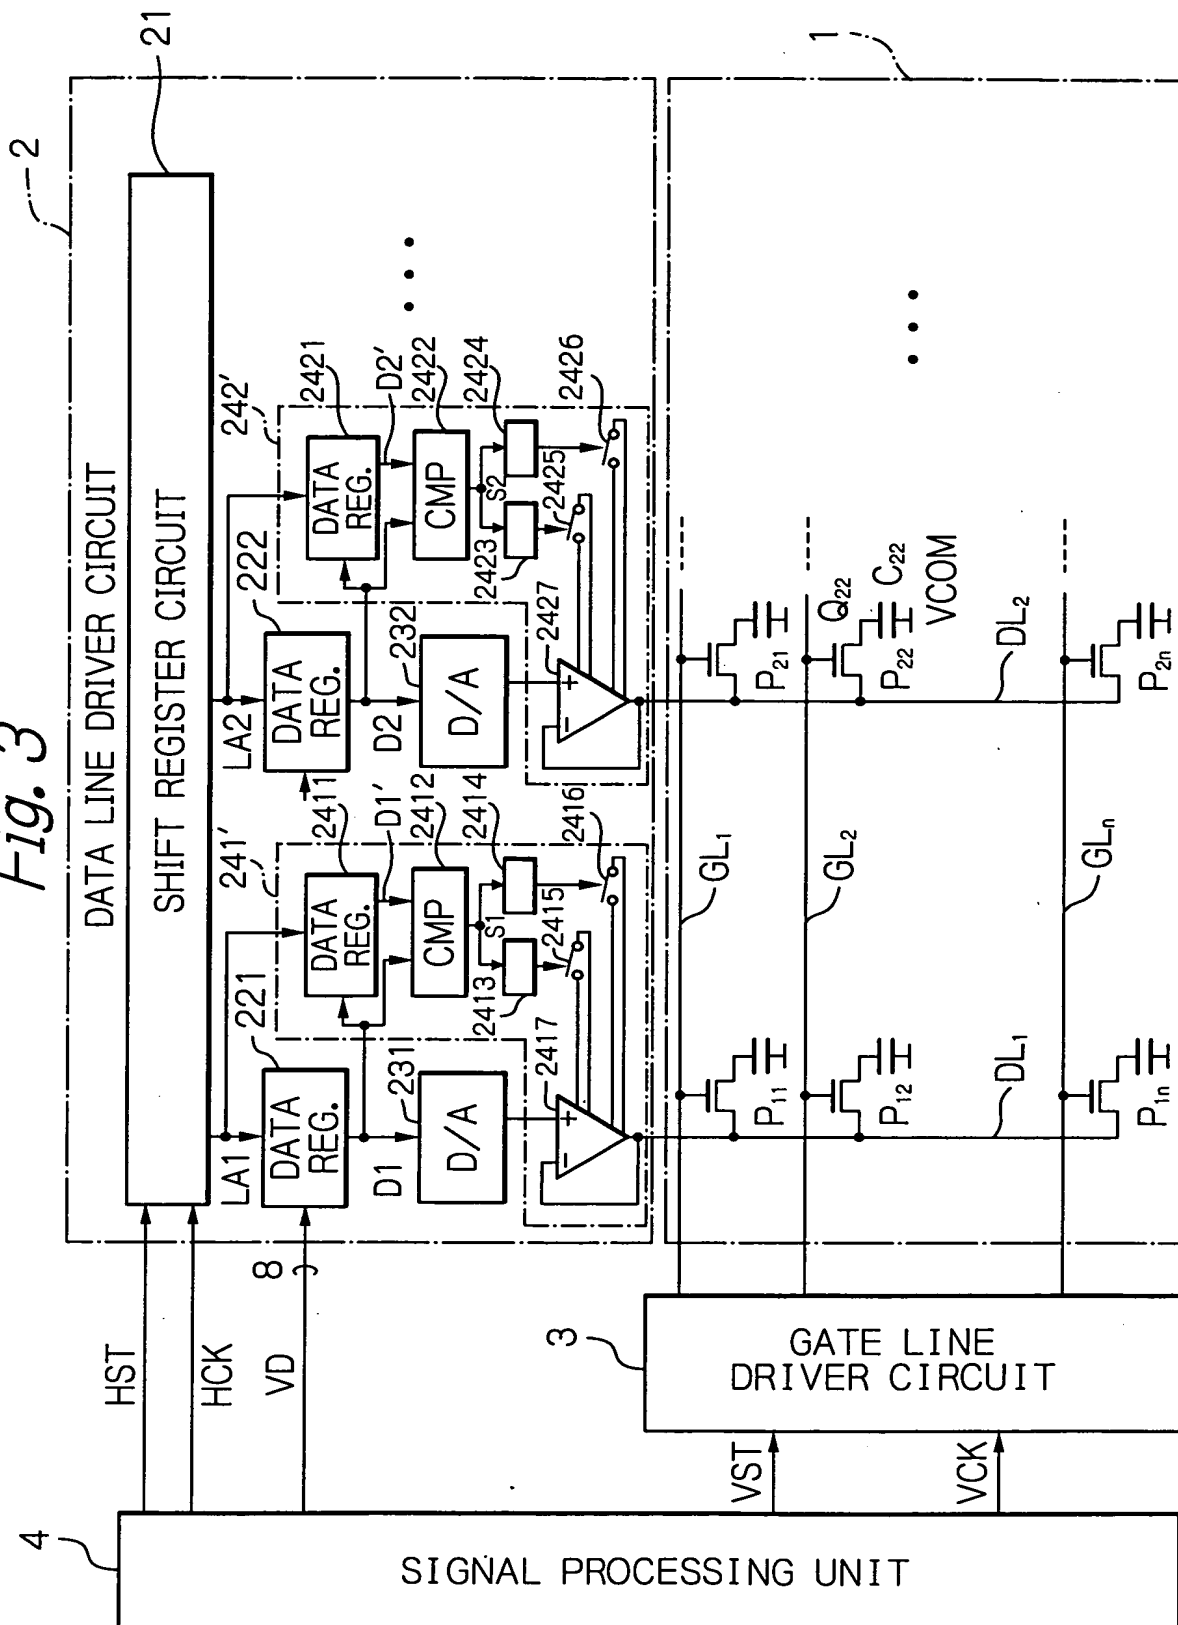 Fig. 3
2
21
DATA LINE DRIVER CIRCUIT
SHIFT REGISTER CIRCUIT
HST
HCK
VD
8
LA1
221
241'
2411
LA2
222
242'
2421
DATA REG.
DATA REG.
DATA REG.
DATA REG.
D1
D1'
D2
D2'
231
2412
232
2422
D/A
CMP
D/A
CMP
S1
2414
S2
2424
2413
2415
2423
2425
2417
2416
2427
2426
+
−
+
−
1
4
SIGNAL PROCESSING UNIT
3
GATE LINE
DRIVER CIRCUIT
VST
VCK
GL1
GL2
GLn
P11
P12
P1n
DL1
P21
P22
P2n
DL2
Q22
C22
VCOM